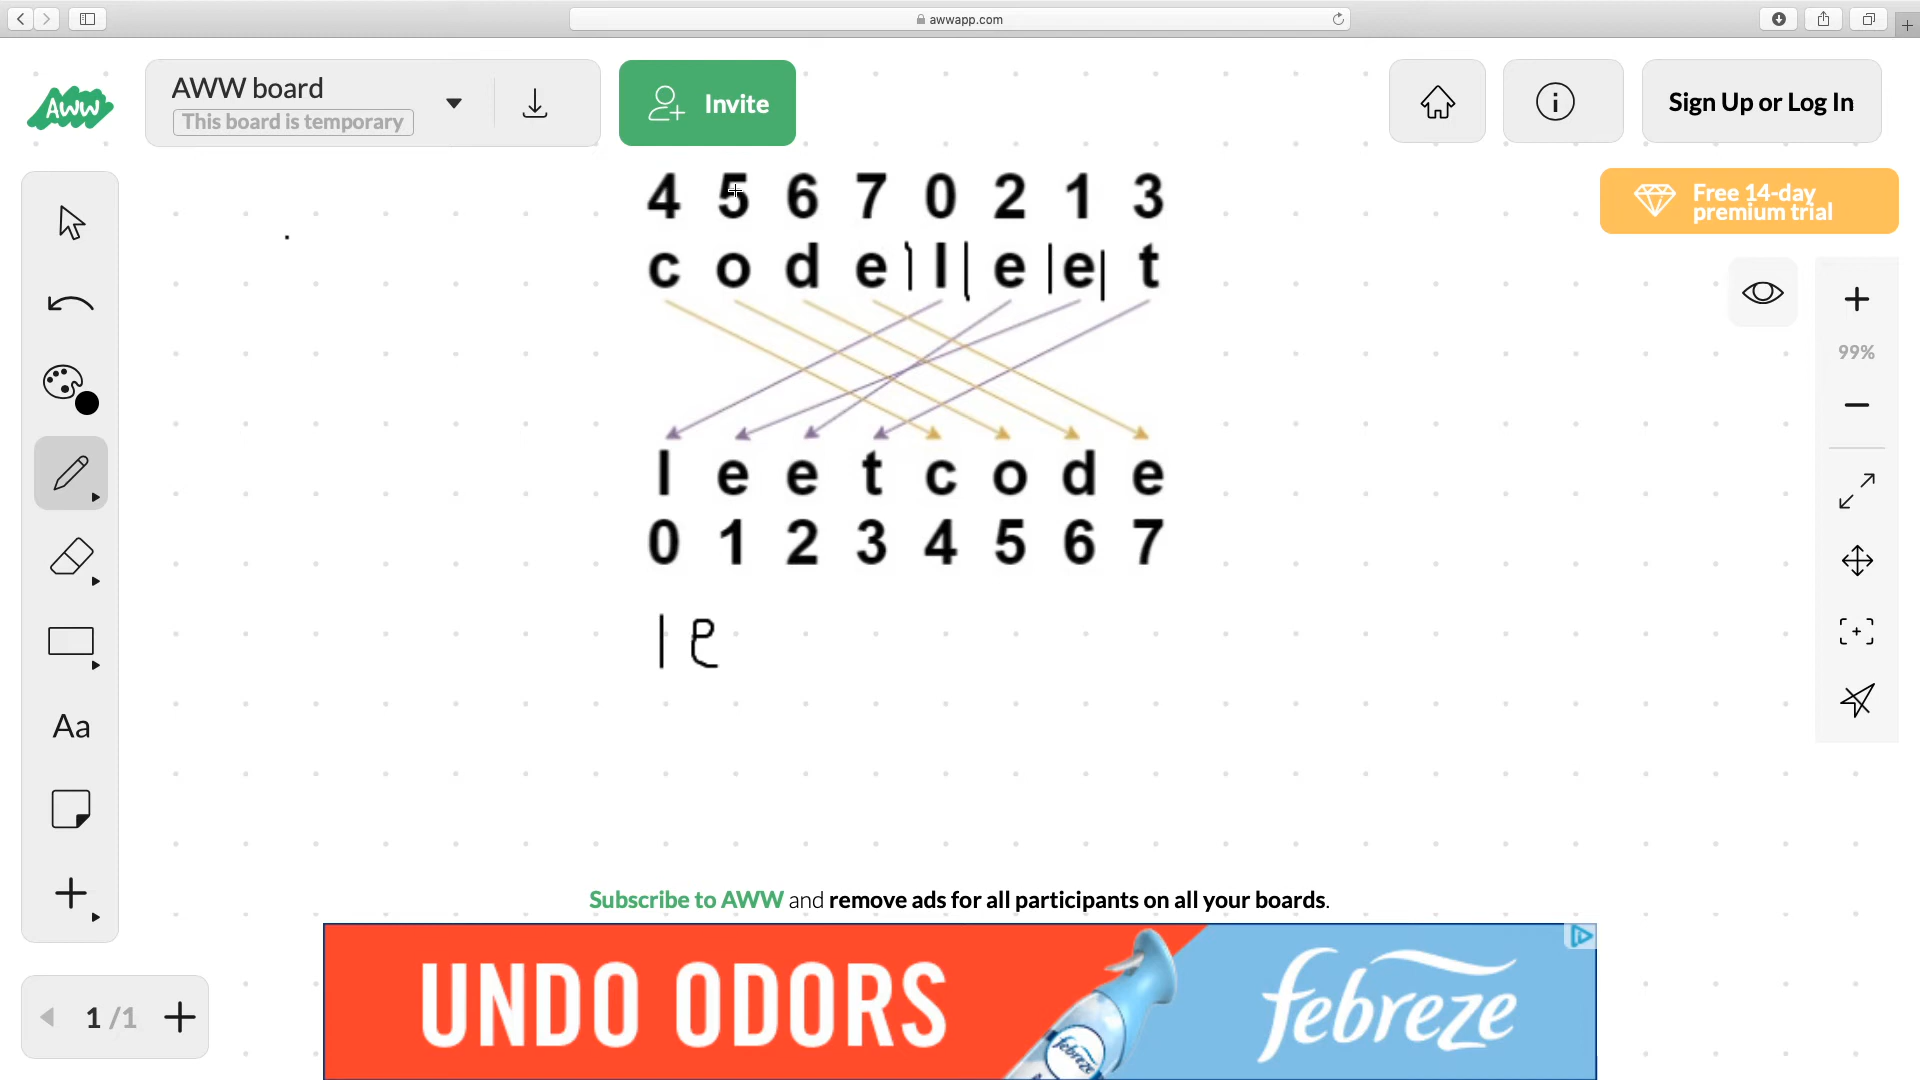 awwapp.com
AWW
AWW board
This board is temporary
Invite
Sign Up or Log In
Free 14-day
premium trial
4 5 6 7 0 2 1 3
c o d e l e e t
99%
l e e t c o d e
0 1 2 3 4 5 6 7
l e
Aa
1 /1
Subscribe to AWW and remove ads for all participants on all your boards.
UNDO ODORS
febreze
febreze